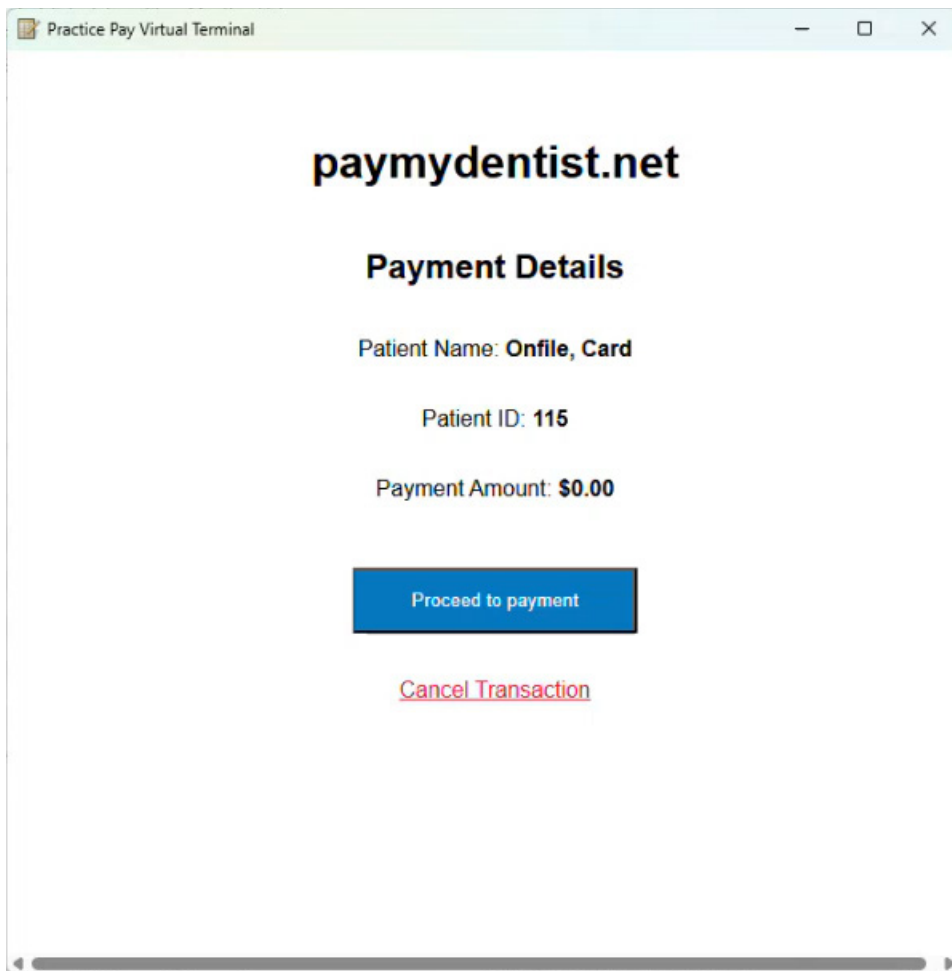 Practice Pay Virtual Terminal
paymydentist.net
Payment Details
Patient Name: Onfile, Card
Patient ID: 115
Payment Amount: $0.00
Proceed to payment
Cancel Transaction